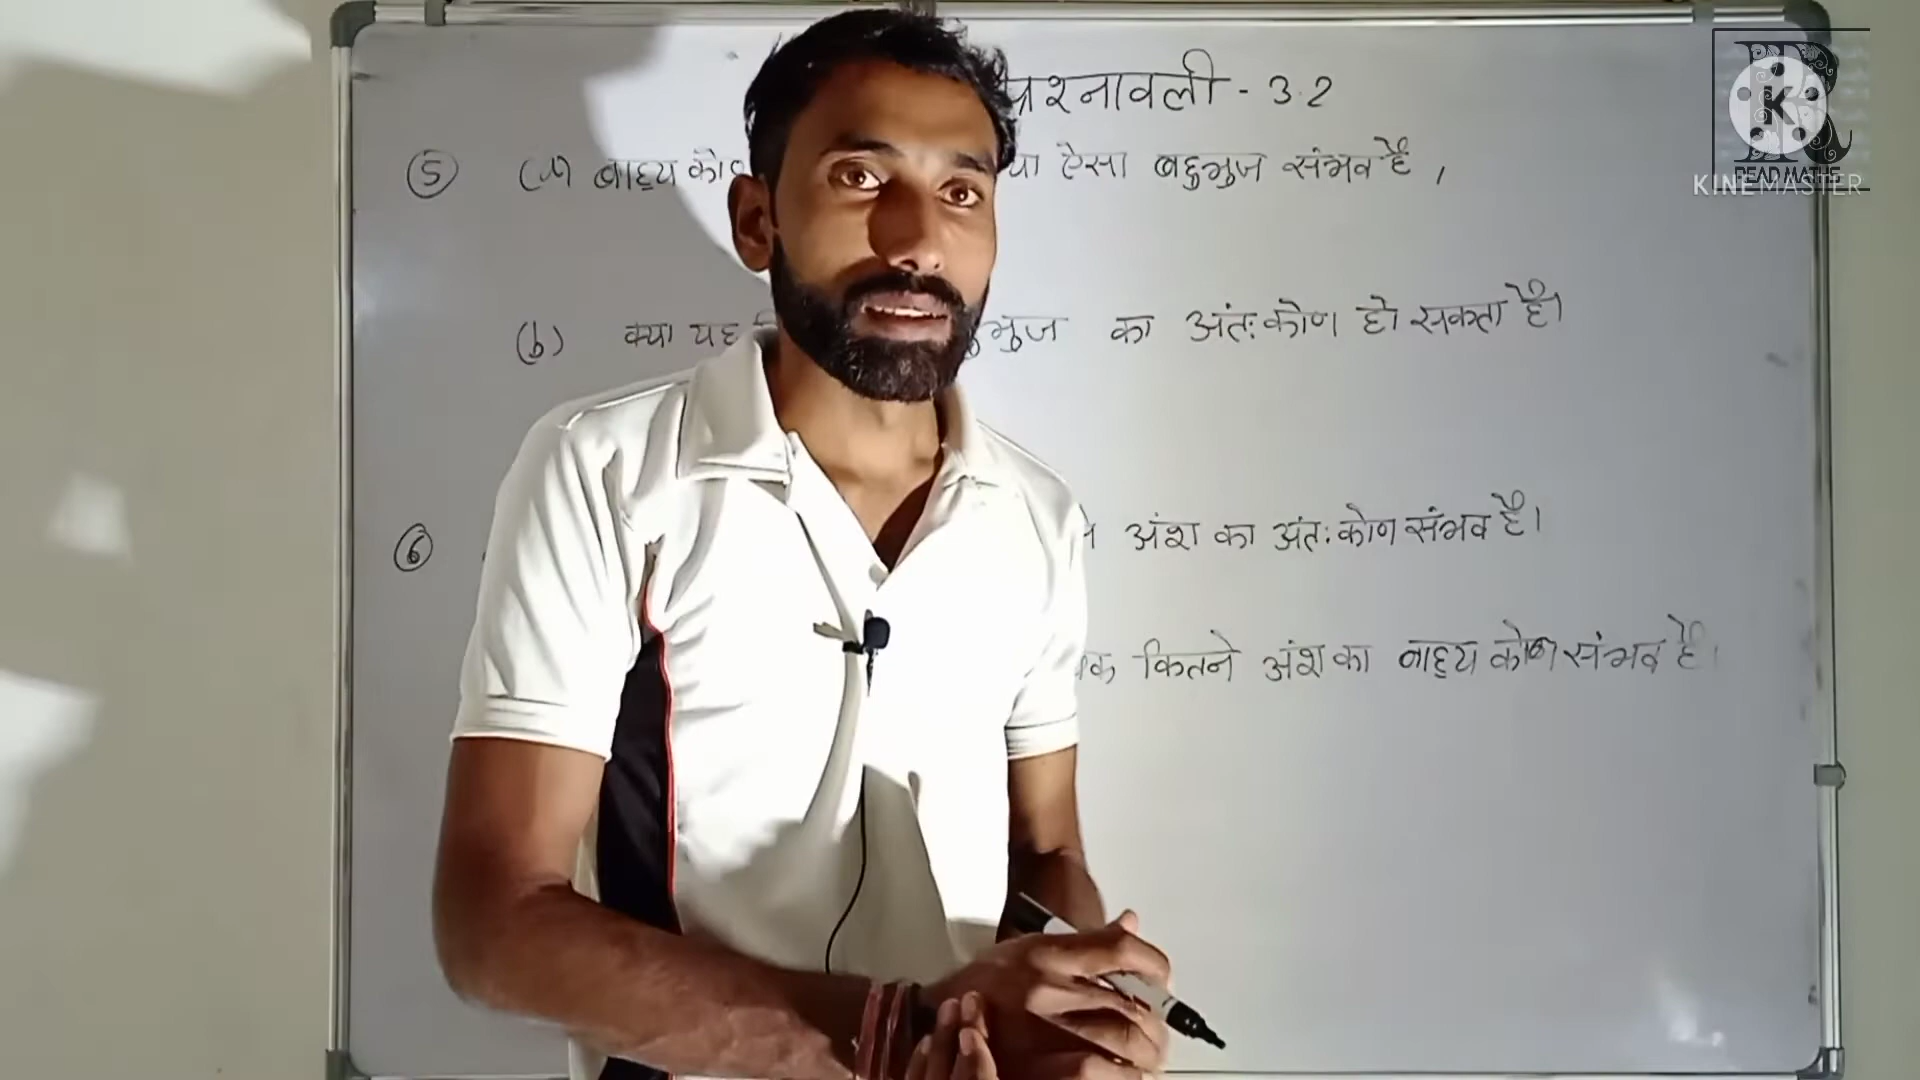 प्रश्नावली - 3.2
(5) (a) बाह्य को या ऐसा बहुभुज संभव है,
(b) क्या यह भुज का अंतः कोण हो सकता है।
(6) अंश का अंतः कोण संभव है।
कितने अंश का बाह्य कोण संभव है।
K
READ MATHS
KINEMASTER